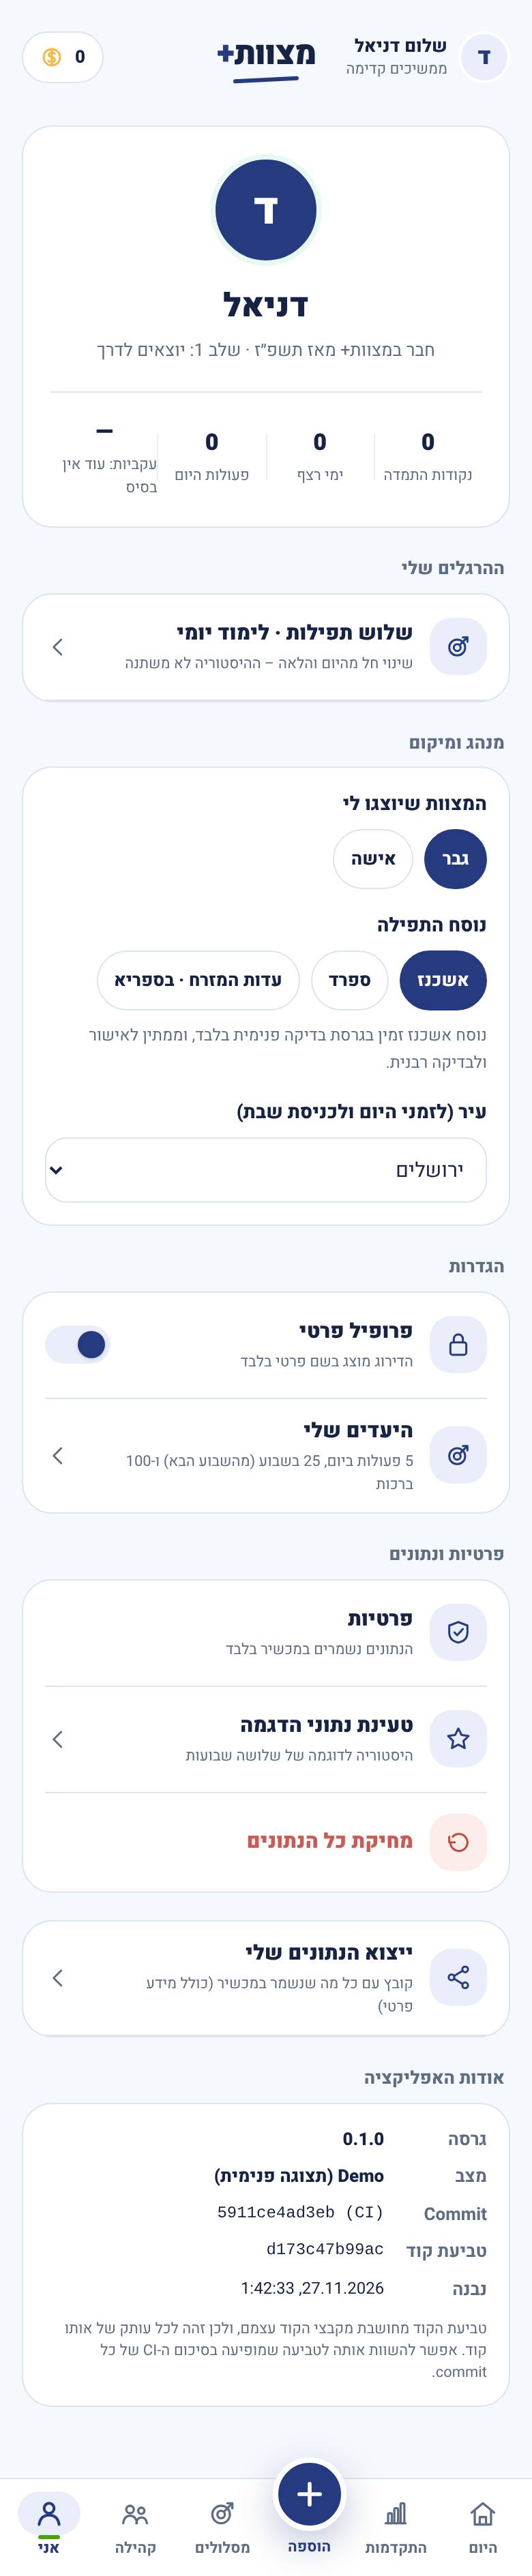 ד
שלום דניאל
ממשיכים קדימה
מצוות+
0
ד
דניאל
חבר במצוות+ מאז תשפ״ז · שלב 1: יוצאים לדרך
0
נקודות התמדה
0
ימי רצף
0
פעולות היום
–
עקביות: עוד אין
בסיס
ההרגלים שלי
שלוש תפילות · לימוד יומי
שינוי חל מהיום והלאה – ההיסטוריה לא משתנה
מנהג ומיקום
המצוות שיוצגו לי
גבר
אישה
נוסח התפילה
אשכנז
ספרד
עדות המזרח · בספריא
נוסח אשכנז זמין בגרסת בדיקה פנימית בלבד, וממתין לאישור
ולבדיקה רבנית.
עיר (לזמני היום ולכניסת שבת)
ירושלים
הגדרות
פרופיל פרטי
הדירוג מוצג בשם פרטי בלבד
היעדים שלי
5 פעולות ביום, 25 בשבוע (מהשבוע הבא) ו-100
ברכות
פרטיות ונתונים
פרטיות
הנתונים נשמרים במכשיר בלבד
טעינת נתוני הדגמה
היסטוריה לדוגמה של שלושה שבועות
מחיקת כל הנתונים
ייצוא הנתונים שלי
קובץ עם כל מה שנשמר במכשיר (כולל מידע
פרטי)
אודות האפליקציה
גרסה 0.1.0
מצב Demo (תצוגה פנימית)
Commit 5911ce4ad3eb (CI)
טביעת קוד d173c47b99ac
נבנה 27.11.2026, 1:42:33
טביעת הקוד מחושבת מקבצי הקוד עצמם, ולכן זהה לכל עותק של אותו
קוד. אפשר להשוות אותה לטביעה שמופיעה בסיכום ה-CI של כל
commit.
היום
התקדמות
הוספה
מסלולים
קהילה
אני